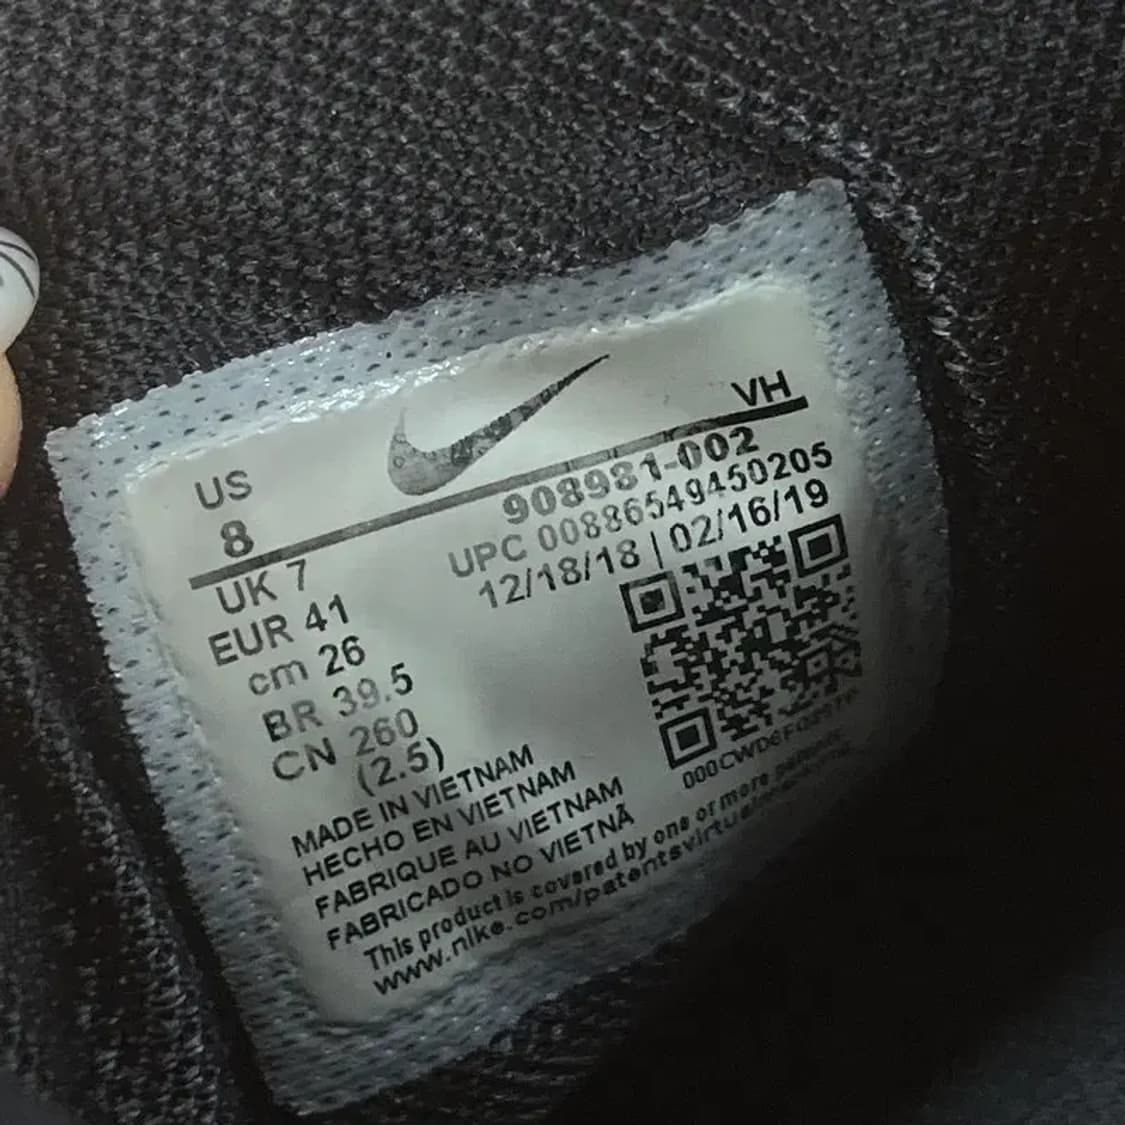 US
8
VH
908981-002
UPC 00886549450205
12/18/18 | 02/16/19
UK 7
EUR 41
cm 26
BR 39.5
CN 260
(2.5)
MADE IN VIETNAM
HECHO EN VIETNAM
FABRIQUE AU VIETNAM
FABRICADO NO VIETNÃ
This product is covered by one or more patents
www.nike.com/patentsvirtual